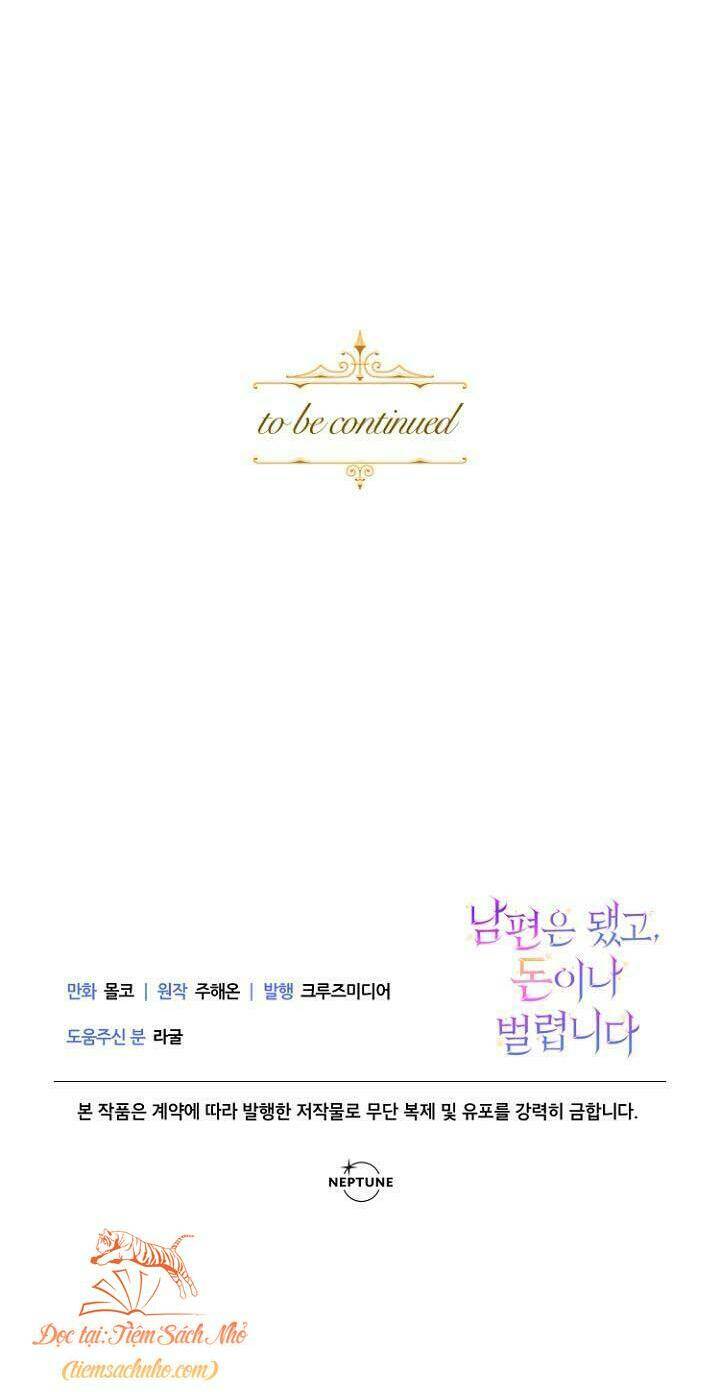 to be continued
남편은 됐고,
돈이나
벌렵니다
만화 몰코 | 원작 주해온 | 발행 크루즈미디어
도움주신 분 라굴
본 작품은 계약에 따라 발행한 저작물로 무단 복제 및 유포를 강력히 금합니다.
NEPTUNE
Đọc tại: Tiệm Sách Nhỏ
(tiemsachnho.com)